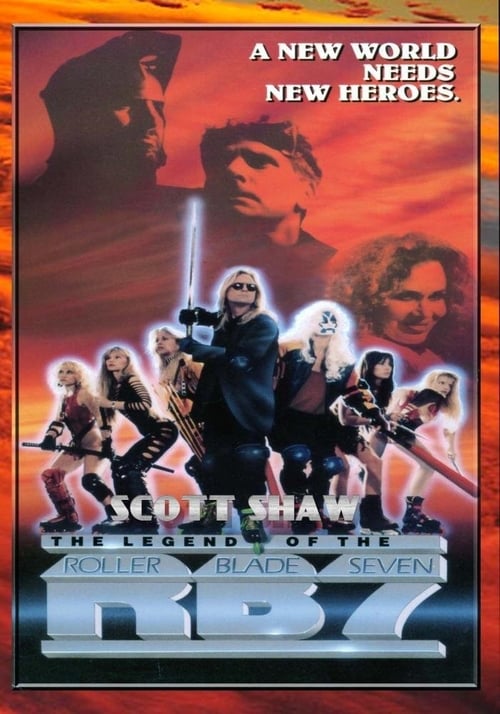 A NEW WORLD
NEEDS
NEW HEROES.
SCOTT SHAW
THE LEGEND OF THE
ROLLER BLADE SEVEN
RB7